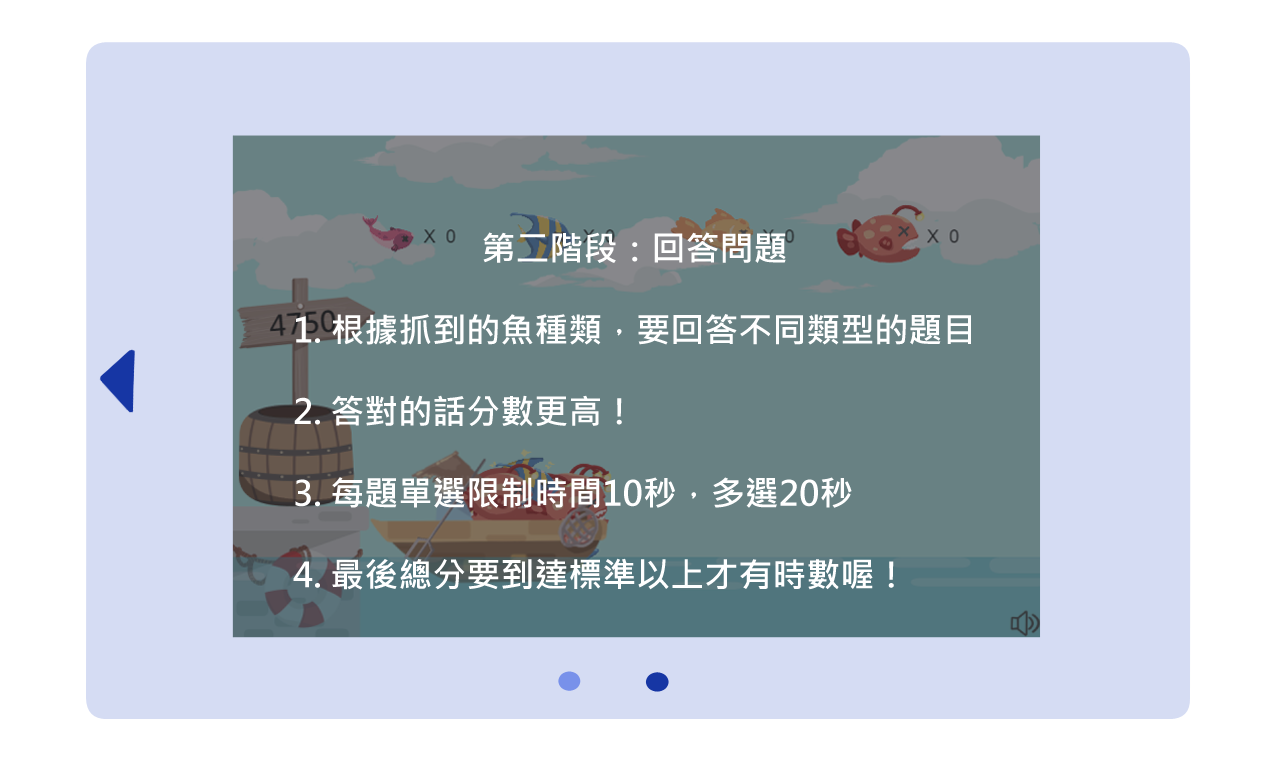 X 0 X 0 X 0 X 0
第二階段：回答問題
4750
1. 根據抓到的魚種類，要回答不同類型的題目
2. 答對的話分數更高！
3. 每題單選限制時間10秒，多選20秒
4. 最後總分要到達標準以上才有時數喔！